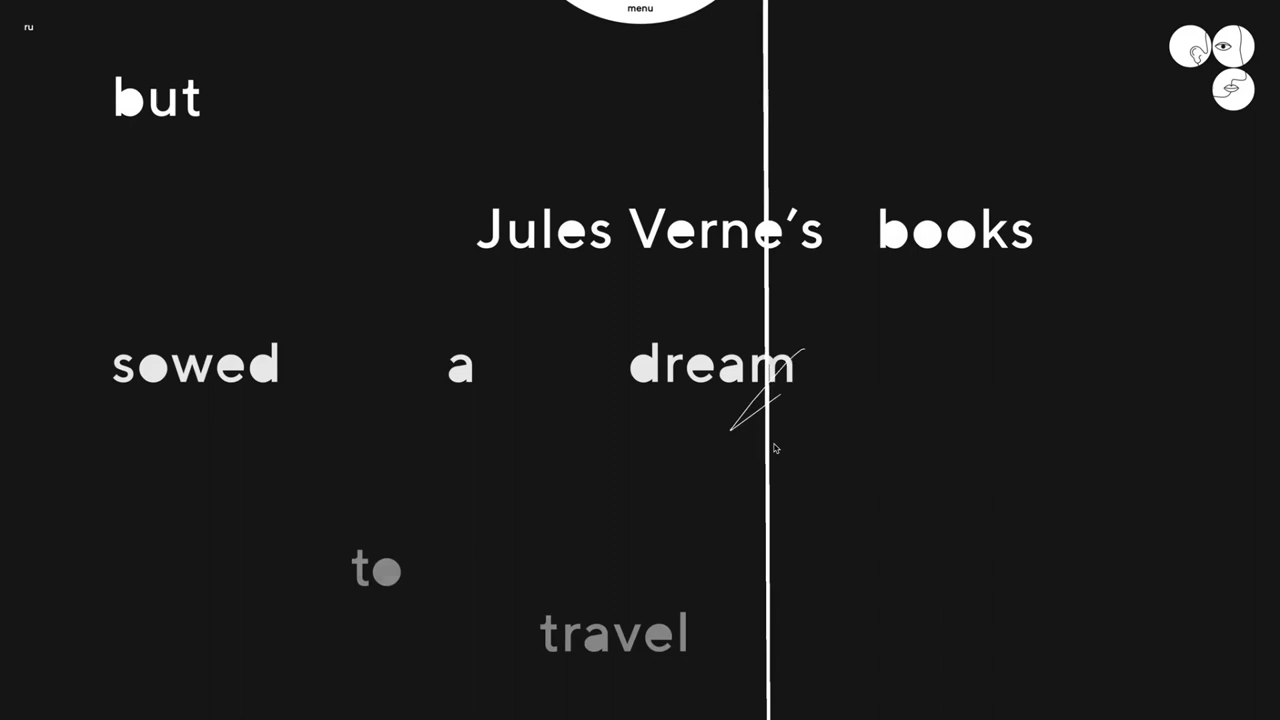 menu
ru
but
Jules Verne’s books
sowed a dream
to
travel